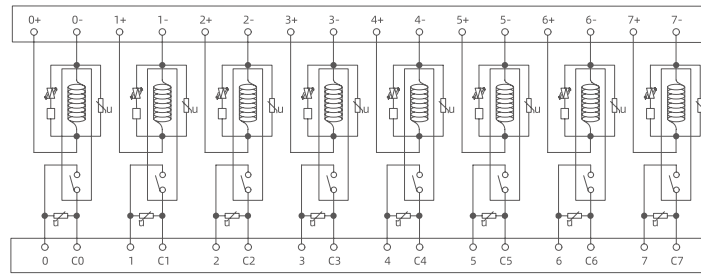 0+ 0- 1+ 1- 2+ 2- 3+ 3- 4+ 4- 5+ 5- 6+ 6- 7+ 7-
u u u u u u u
0 C0 1 C1 2 C2 3 C3 4 C4 5 C5 6 C6 7 C7